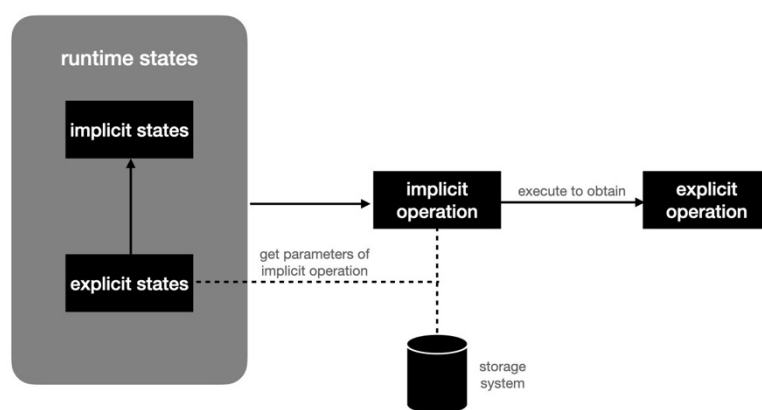 runtime states
implicit states
explicit states
get parameters of
implicit operation
implicit
operation
execute to obtain
explicit
operation
storage
system